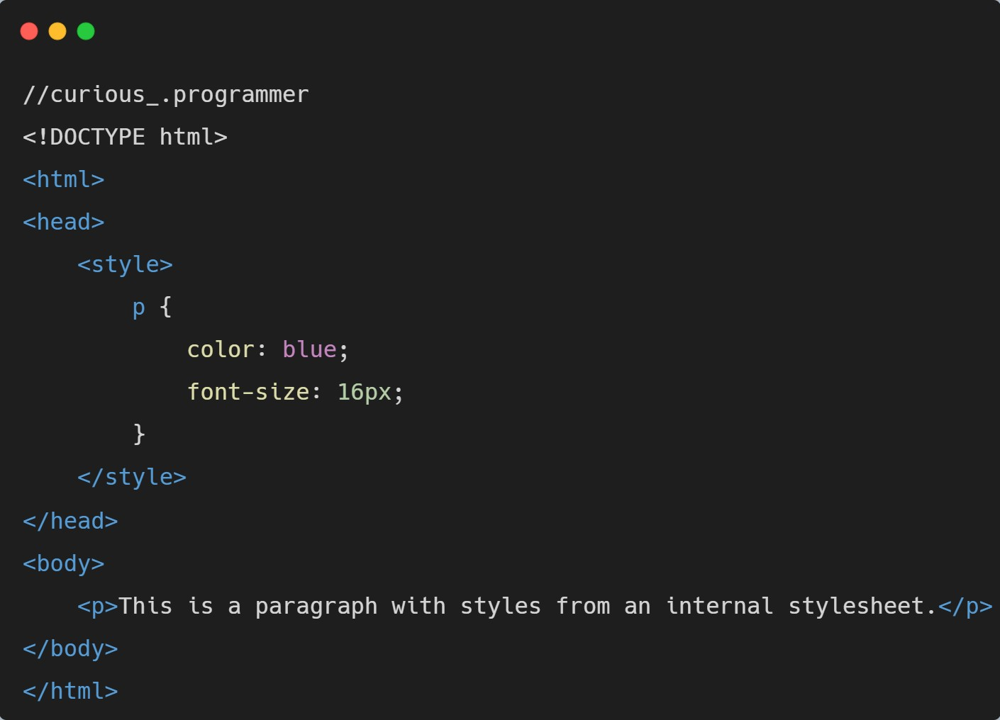 //curious_.programmer
<!DOCTYPE html>
<html>
<head>
    <style>
        p {
            color: blue;
            font-size: 16px;
        }
    </style>
</head>
<body>
    <p>This is a paragraph with styles from an internal stylesheet.</p>
</body>
</html>